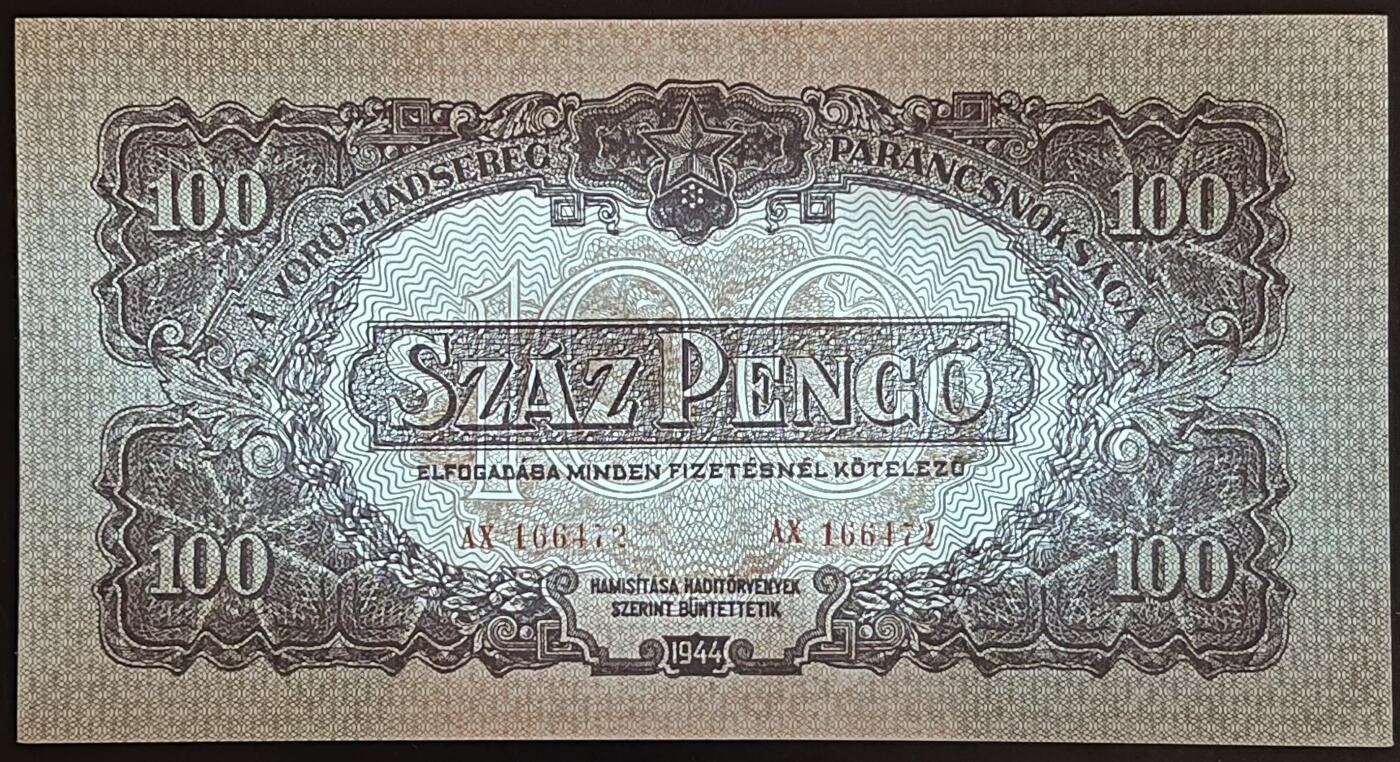 A VÖRÖSHADSEREG PARANCSNOKSÁGA
100 100
100
SZÁZ PENGŐ
ELFOGADÁSA MINDEN FIZETÉSNÉL KÖTELEZŐ
AX 166472 AX 166472
100 100
HAMISÍTÁSA HADITÖRVÉNYEK
SZERINT BÜNTETTETIK
1944